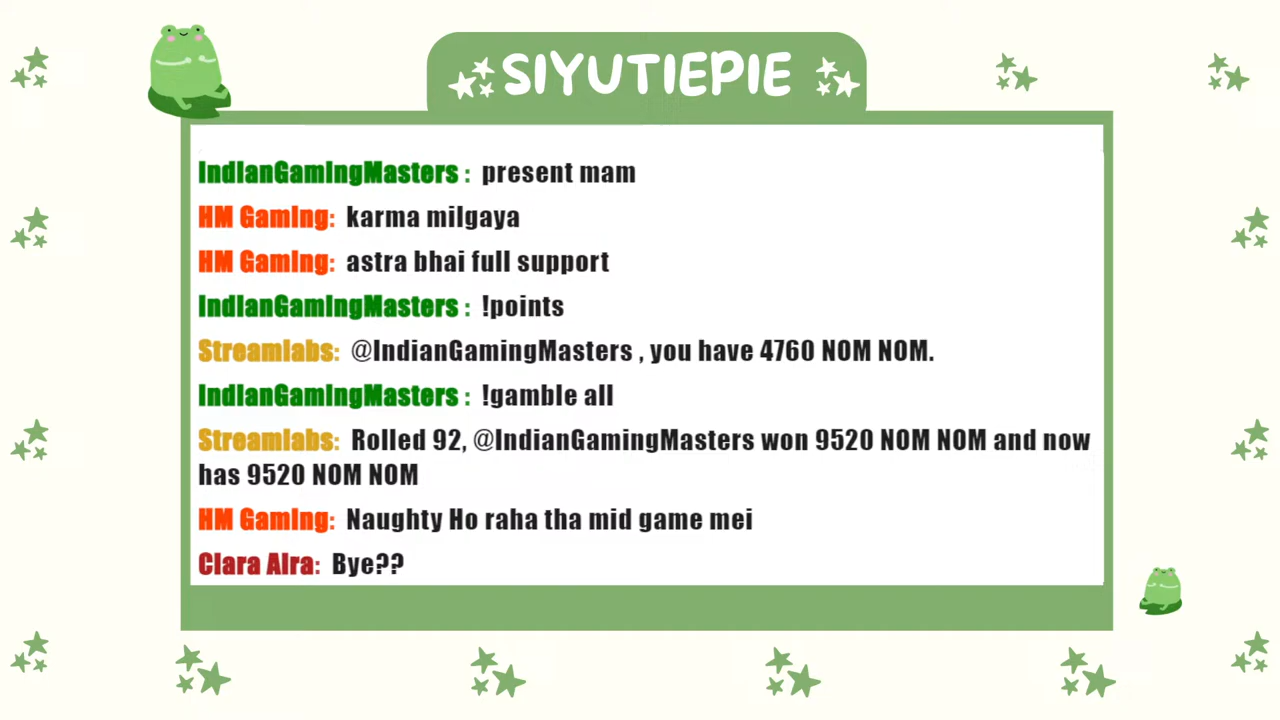 SIYUTIEPIE
IndianGamingMasters : present mam
HM Gaming: karma milgaya
HM Gaming: astra bhai full support
IndianGamingMasters : !points
Streamlabs: @IndianGamingMasters , you have 4760 NOM NOM.
IndianGamingMasters : !gamble all
Streamlabs: Rolled 92, @IndianGamingMasters won 9520 NOM NOM and now
has 9520 NOM NOM
HM Gaming: Naughty Ho raha tha mid game mei
Clara Aira: Bye??